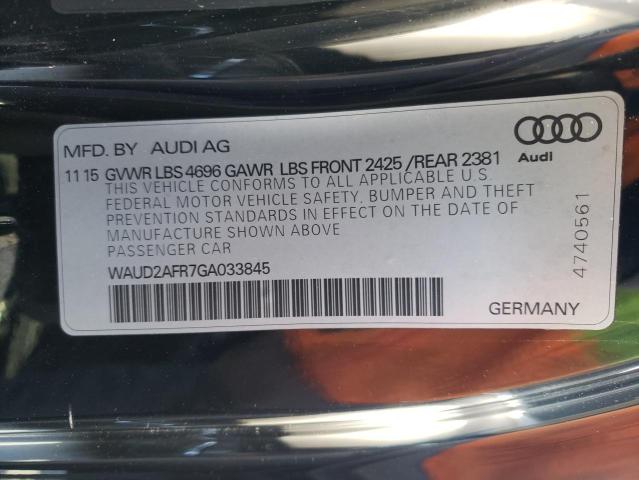 MFD. BY AUDI AG
Audi
11 15 GVWR LBS 4696 GAWR LBS FRONT 2425 /REAR 2381
THIS VEHICLE CONFORMS TO ALL APPLICABLE U.S.
FEDERAL MOTOR VEHICLE SAFETY, BUMPER AND THEFT
PREVENTION STANDARDS IN EFFECT ON THE DATE OF
MANUFACTURE SHOWN ABOVE
PASSENGER CAR
4740561
WAUD2AFR7GA033845
GERMANY